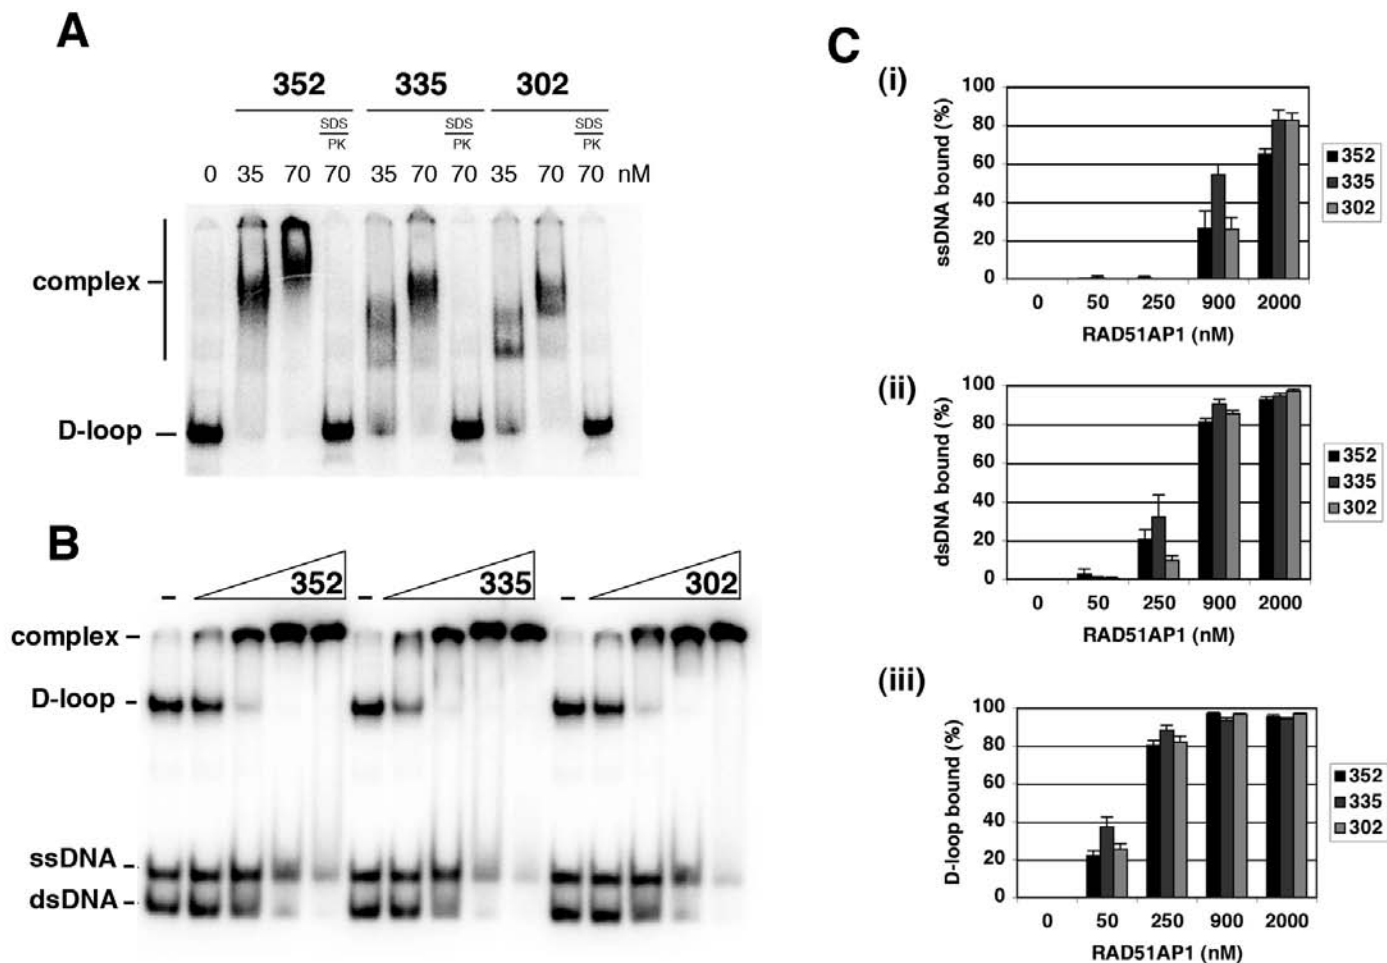 A
352 335 302
SDS SDS SDS
PK PK PK
0 35 70 70 35 70 70 35 70 70 nM
complex
D-loop
B
– 352 – 335 – 302
complex
D-loop
ssDNA
dsDNA
C
(i)
ssDNA bound (%)
100
80
60
40
20
0
0 50 250 900 2000
RAD51AP1 (nM)
352
335
302
(ii)
dsDNA bound (%)
100
80
60
40
20
0
0 50 250 900 2000
RAD51AP1 (nM)
352
335
302
(iii)
D-loop bound (%)
100
80
60
40
20
0
0 50 250 900 2000
RAD51AP1 (nM)
352
335
302